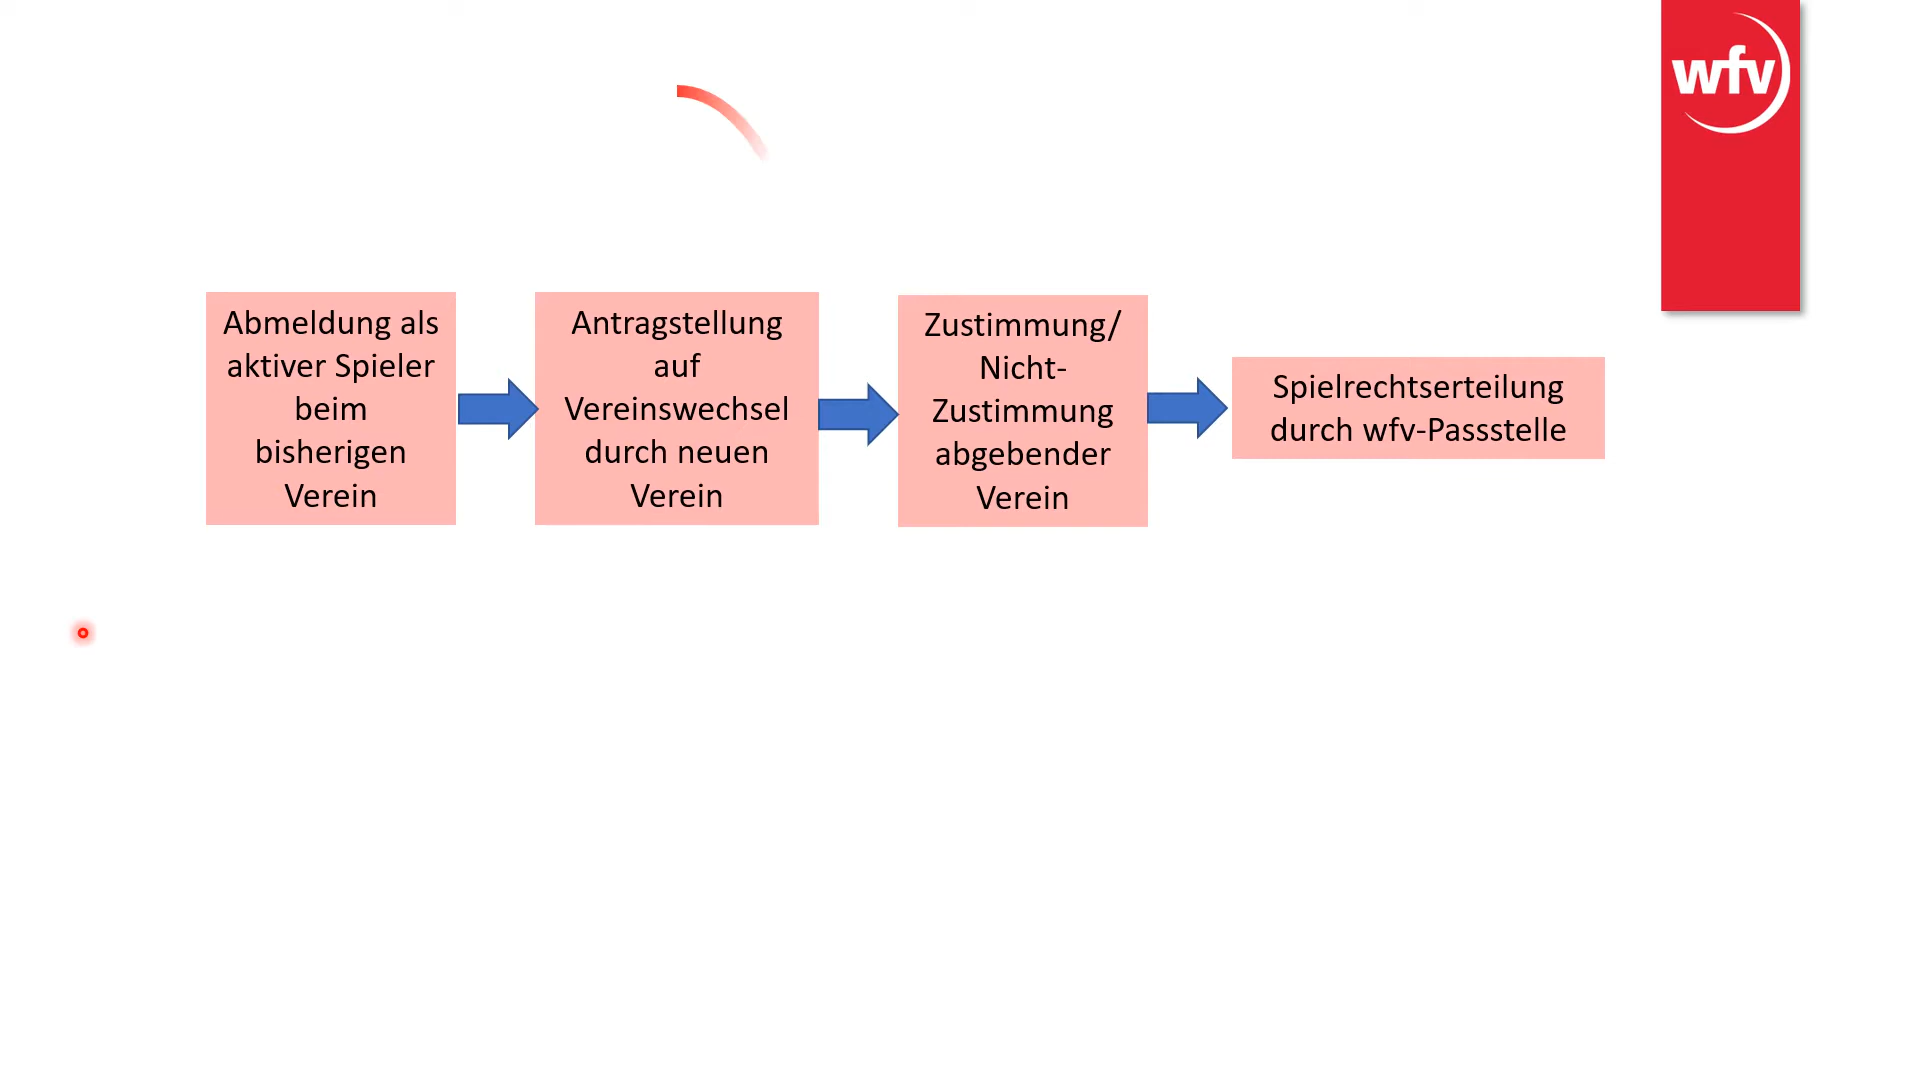 wfv
Abmeldung als
aktiver Spieler
beim
bisherigen
Verein
Antragstellung
auf
Vereinswechsel
durch neuen
Verein
Zustimmung/
Nicht-
Zustimmung
abgebender
Verein
Spielrechtserteilung
durch wfv-Passstelle